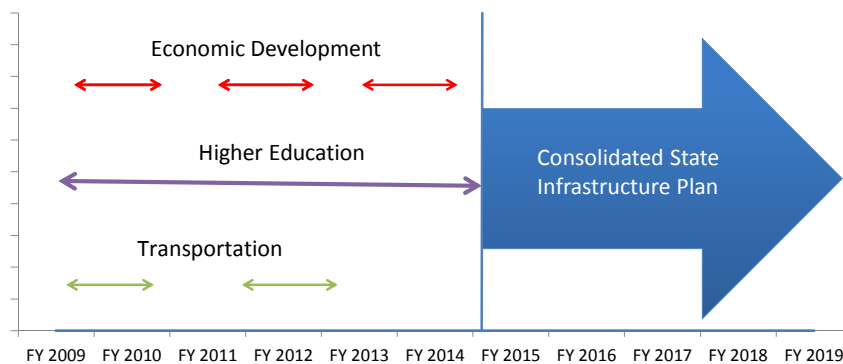 Economic Development
Higher Education
Consolidated State
Infrastructure Plan
Transportation
FY 2009 FY 2010 FY 2011 FY 2012 FY 2013 FY 2014 FY 2015 FY 2016 FY 2017 FY 2018 FY 2019